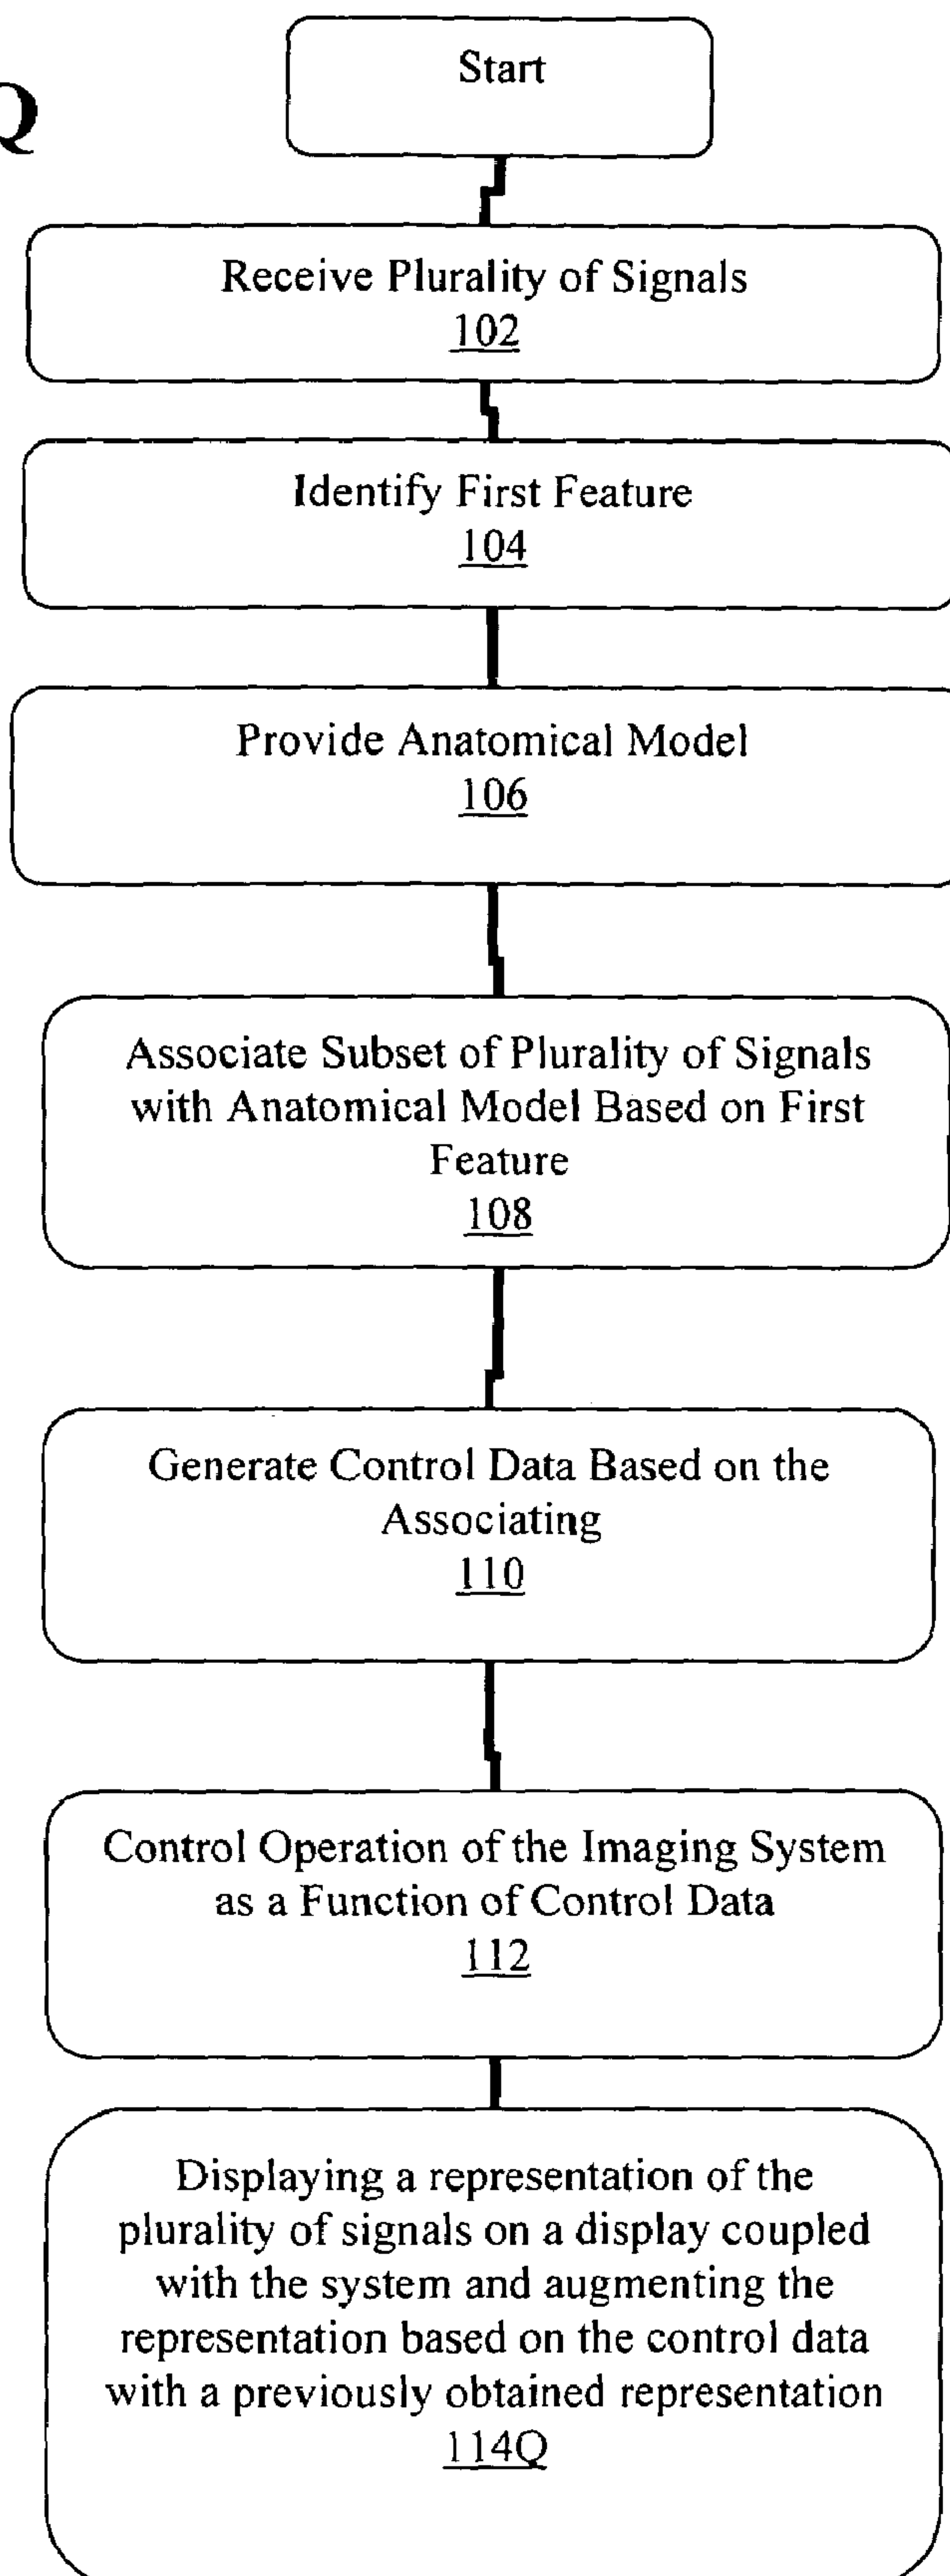 Q
Start
Receive Plurality of Signals
102
Identify First Feature
104
Provide Anatomical Model
106
Associate Subset of Plurality of Signals
with Anatomical Model Based on First
Feature
108
Generate Control Data Based on the
Associating
110
Control Operation of the Imaging System
as a Function of Control Data
112
Displaying a representation of the
plurality of signals on a display coupled
with the system and augmenting the
representation based on the control data
with a previously obtained representation
114Q